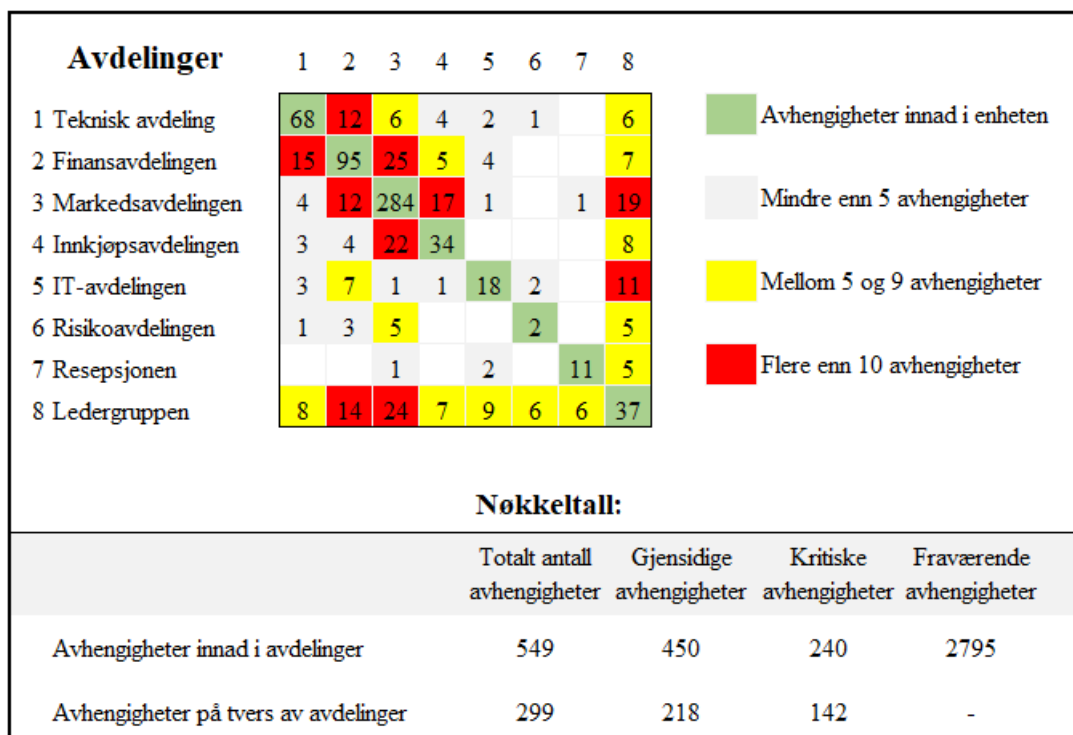 Avdelinger 1 2 3 4 5 6 7 8
1 Teknisk avdeling 68 12 6 4 2 1 6
2 Finansavdelingen 15 95 25 5 4 7
3 Markedsavdelingen 4 12 284 17 1 1 19
4 Innkjøpsavdelingen 3 4 22 34 8
5 IT-avdelingen 3 7 1 1 18 2 11
6 Risikoavdelingen 1 3 5 2 5
7 Resepsjonen 1 2 11 5
8 Ledergruppen 8 14 24 7 9 6 6 37
Avhengigheter innad i enheten
Mindre enn 5 avhengigheter
Mellom 5 og 9 avhengigheter
Flere enn 10 avhengigheter
Nøkkeltall:
Totalt antall Gjensidige Kritiske Fraværende
avhengigheter avhengigheter avhengigheter avhengigheter
Avhengigheter innad i avdelinger 549 450 240 2795
Avhengigheter på tvers av avdelinger 299 218 142 -